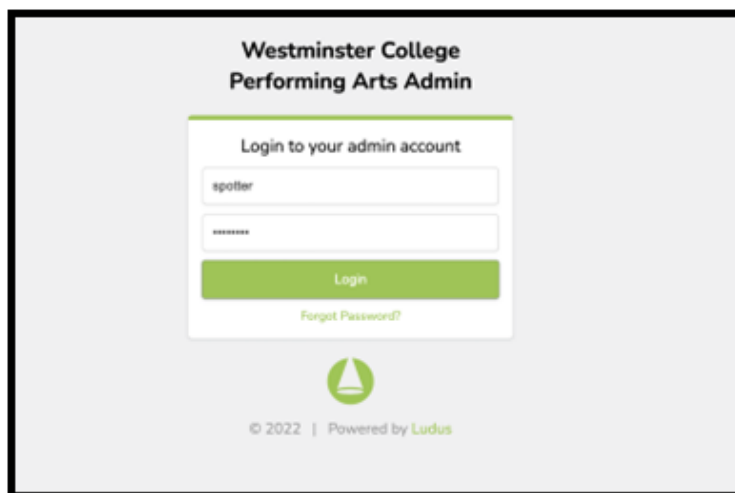 Westminster College
Performing Arts Admin
Login to your admin account
spotter
••••••••
Login
Forgot Password?
© 2022 | Powered by Ludus